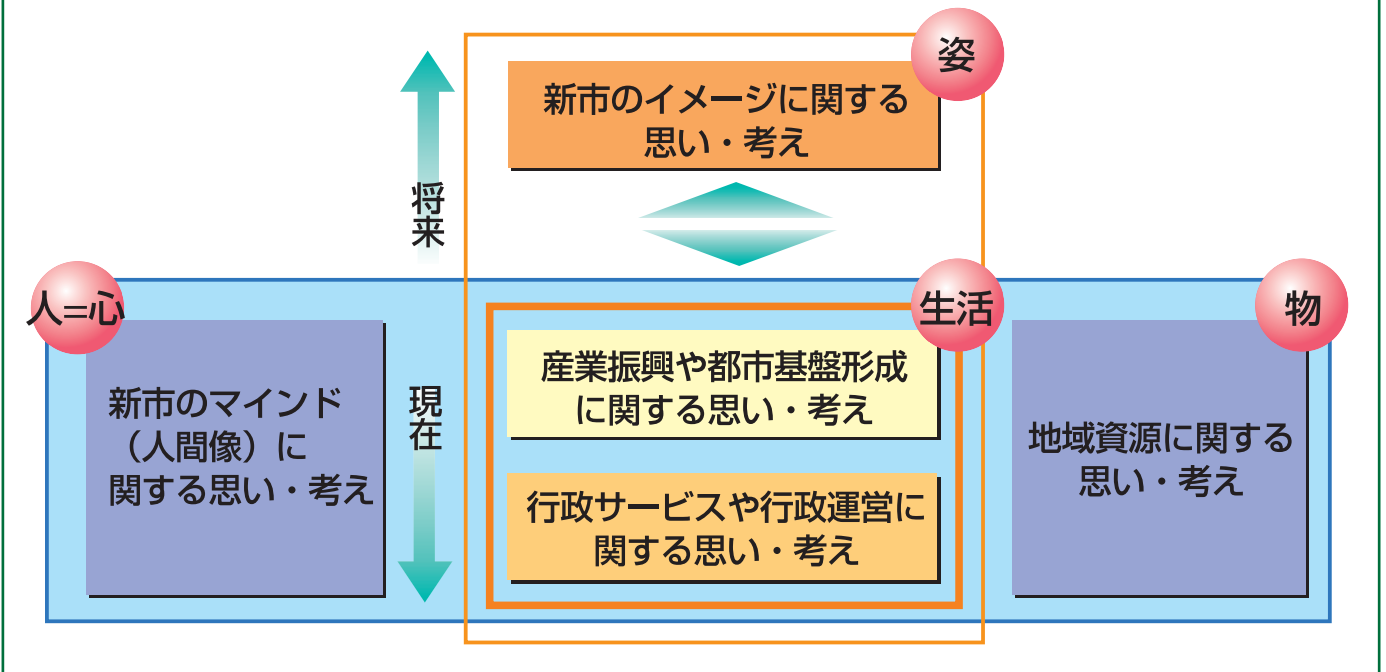 姿
新市のイメージに関する
思い・考え
将来
人=心
生活
物
新市のマインド
（人間像）に
関する思い・考え
現在
産業振興や都市基盤形成
に関する思い・考え
行政サービスや行政運営に
関する思い・考え
地域資源に関する
思い・考え